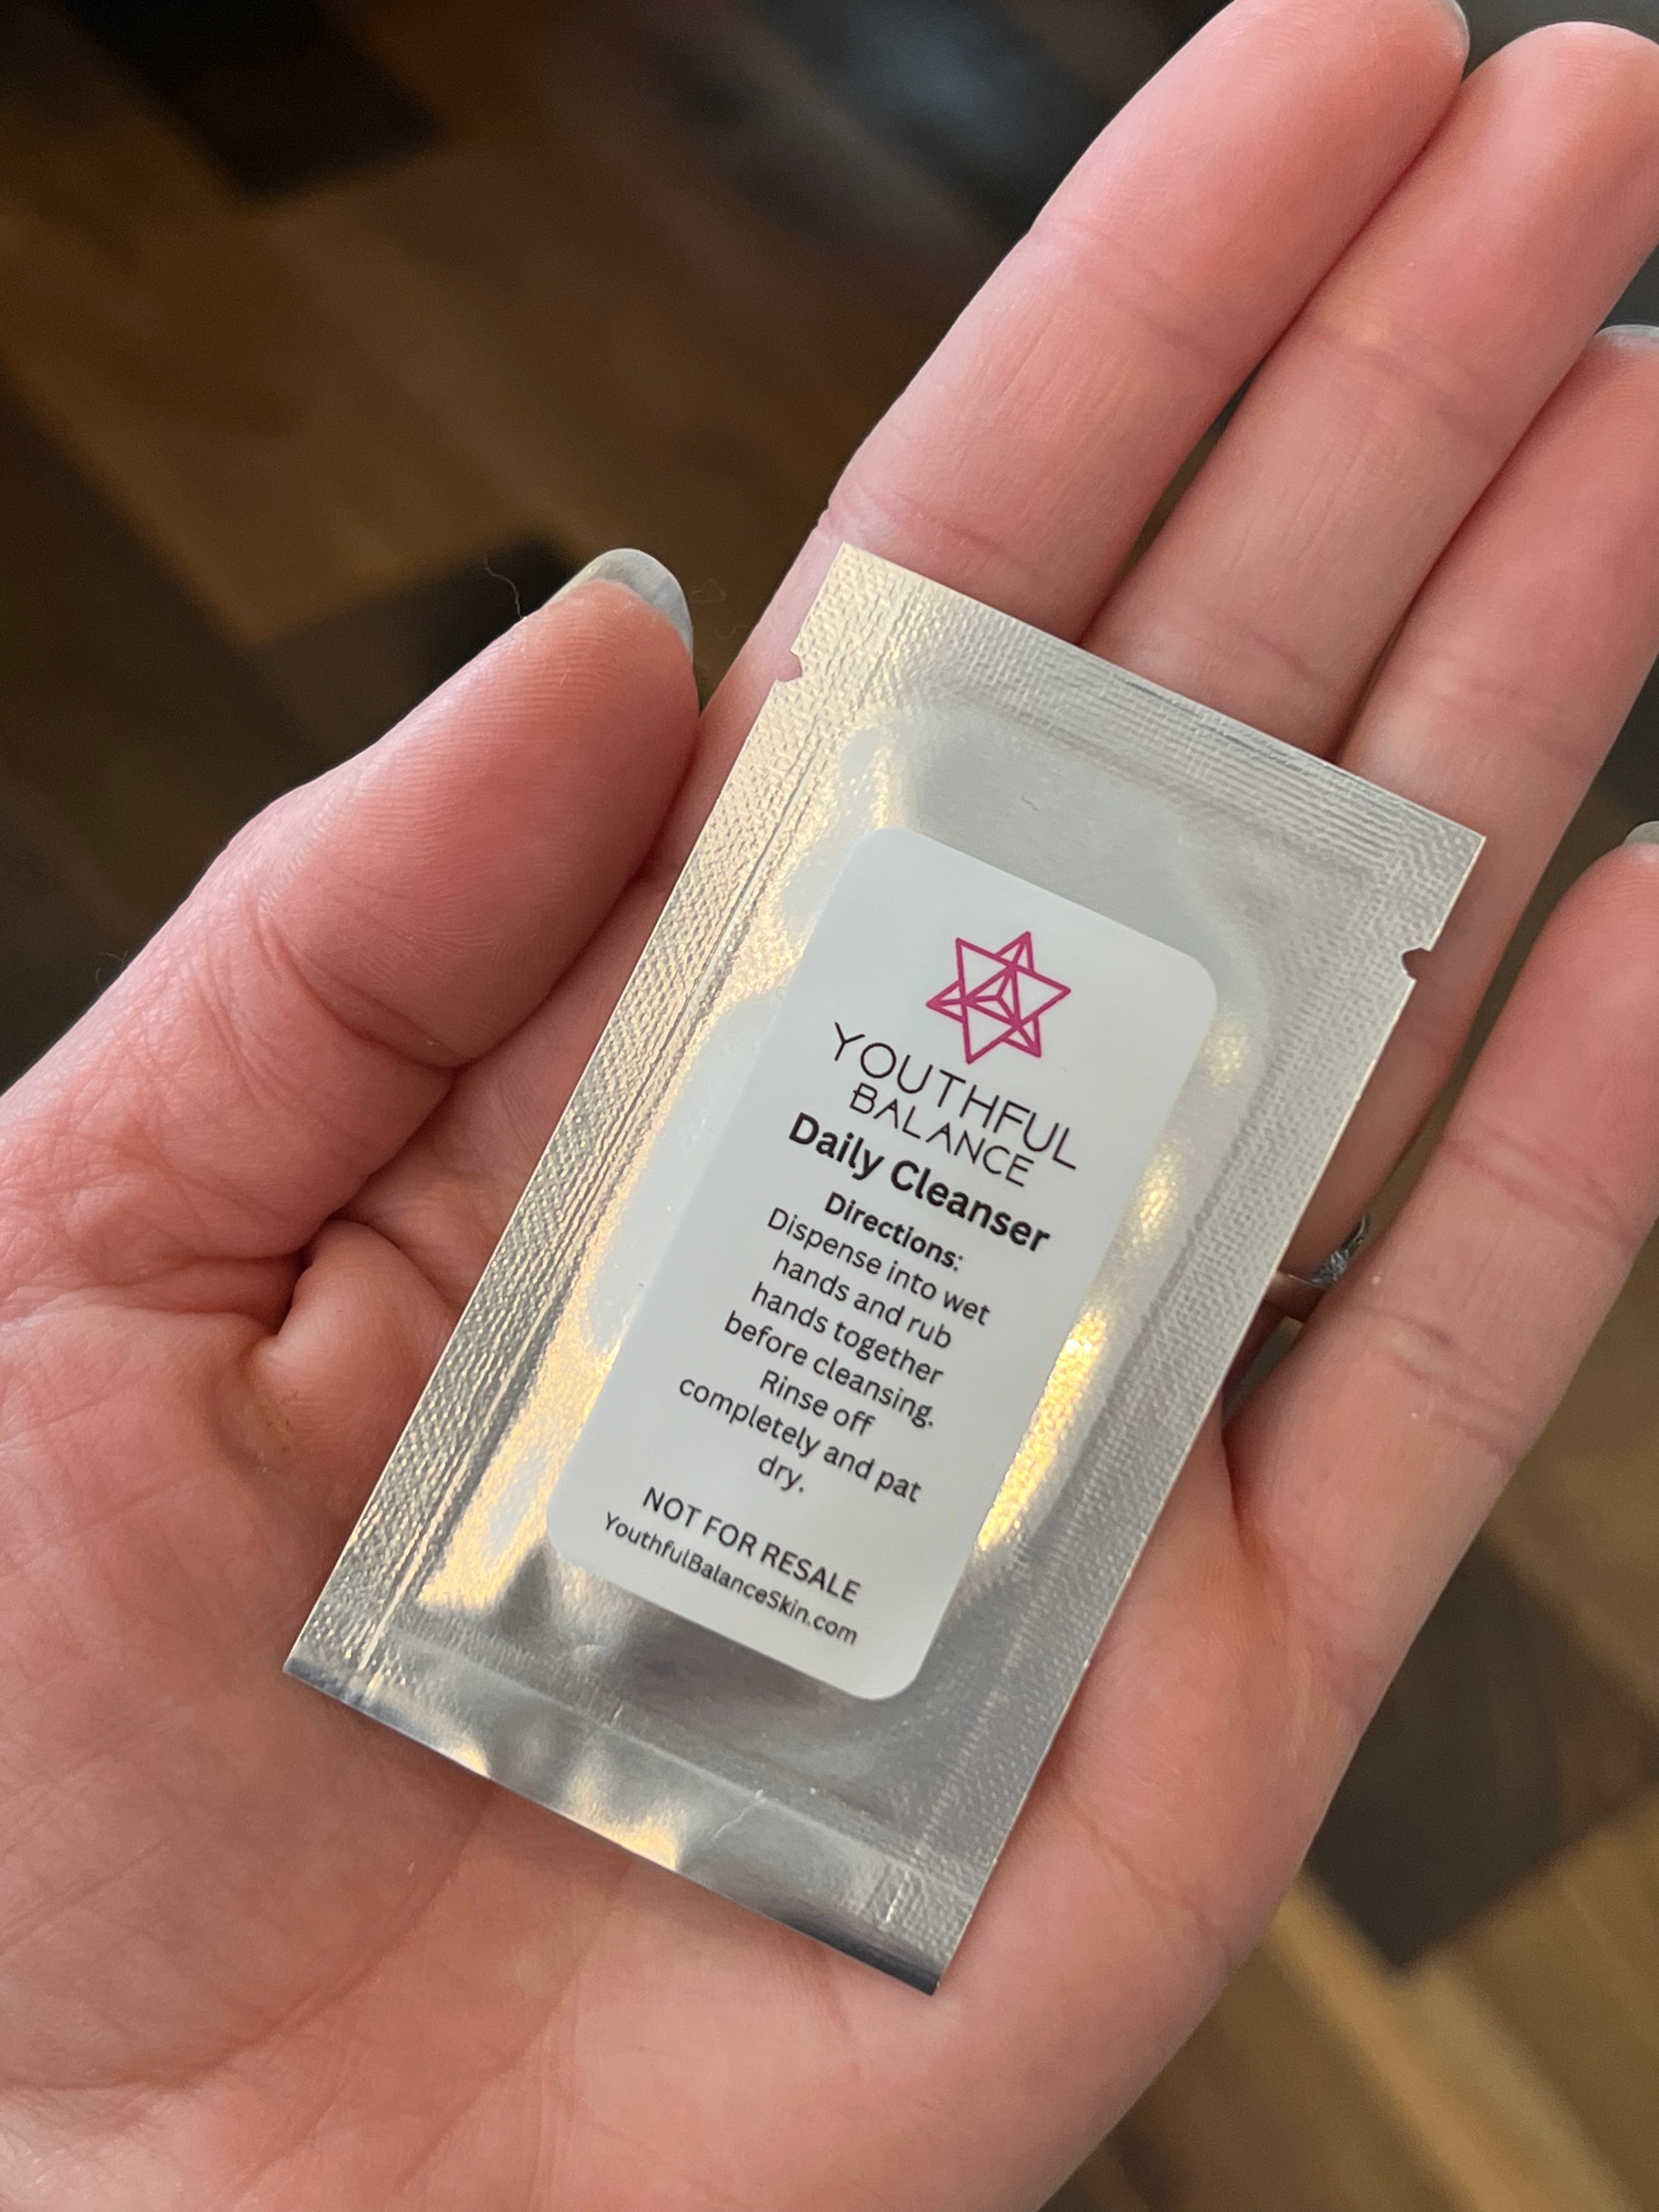 YOUTHFUL
BALANCE
Daily Cleanser
Directions:
Dispense into wet
hands and rub
hands together
before cleansing.
Rinse off
completely and pat
dry.
NOT FOR RESALE
YouthfulBalanceSkin.com